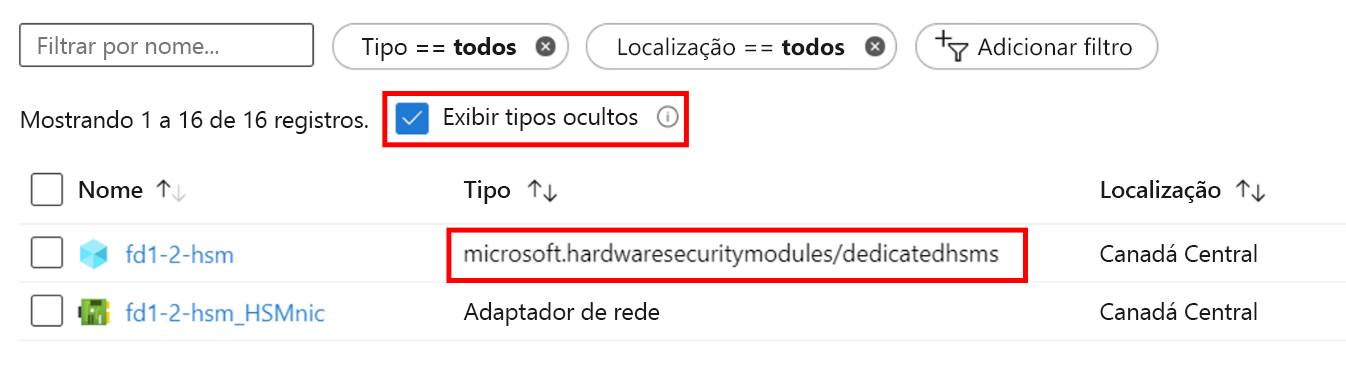 Filtrar por nome... Tipo == todos Localização == todos Adicionar filtro
Mostrando 1 a 16 de 16 registros. Exibir tipos ocultos
Nome Tipo Localização
fd1-2-hsm microsoft.hardwaresecuritymodules/dedicatedhsms Canadá Central
fd1-2-hsm_HSMnic Adaptador de rede Canadá Central